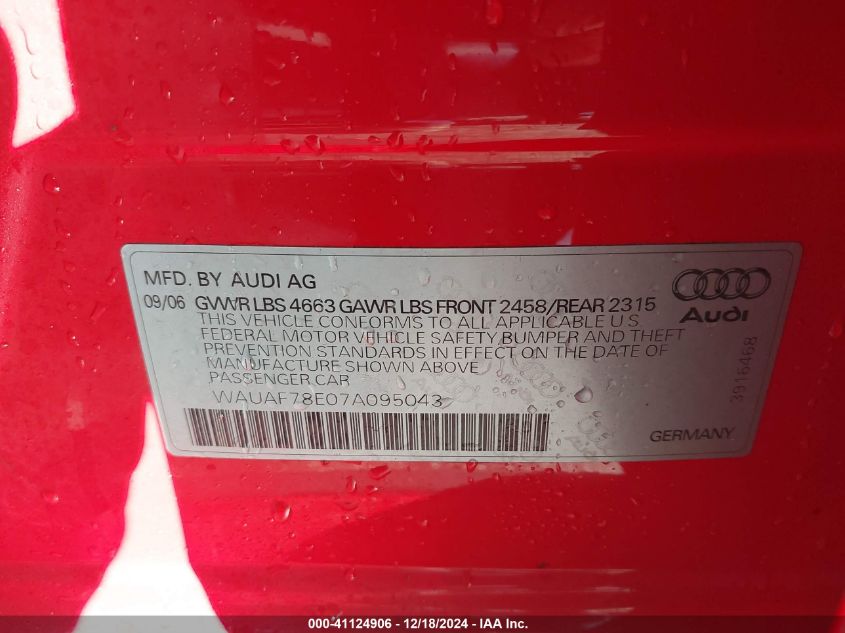 MFD. BY AUDI AG
09/06 GVWR LBS 4663 GAWR LBS FRONT 2458/REAR 2315
THIS VEHICLE CONFORMS TO ALL APPLICABLE U S
FEDERAL MOTOR VEHICLE SAFETY, BUMPER AND THEFT
PREVENTION STANDARDS IN EFFECT ON THE DATE OF
MANUFACTURE SHOWN ABOVE
PASSENGER CAR
WAUAF78E07A095043
Audi
3916468
GERMANY
000-41124906 - 12/18/2024 - IAA Inc.